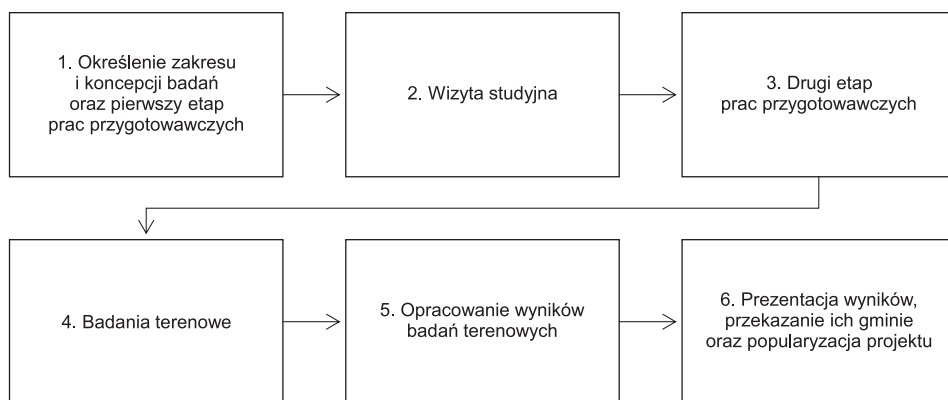 1. Określenie zakresu
i koncepcji badań
oraz pierwszy etap
prac przygotowawczych
2. Wizyta studyjna
3. Drugi etap
prac przygotowawczych
4. Badania terenowe
5. Opracowanie wyników
badań terenowych
6. Prezentacja wyników,
przekazanie ich gminie
oraz popularyzacja projektu